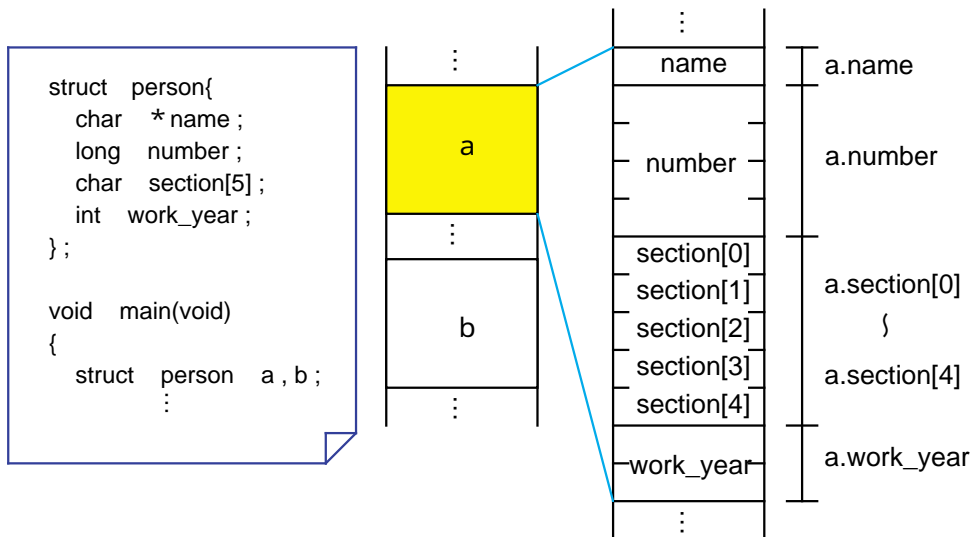 struct person{
char *name ;
long number ;
char section[5] ;
int work_year ;
} ;
void main(void)
{
struct person a , b ;
⋮
⋮
a
⋮
b
⋮
⋮
name
number
section[0]
section[1]
section[2]
section[3]
section[4]
work_year
⋮
a.name
a.number
a.section[0]
∫
a.section[4]
a.work_year